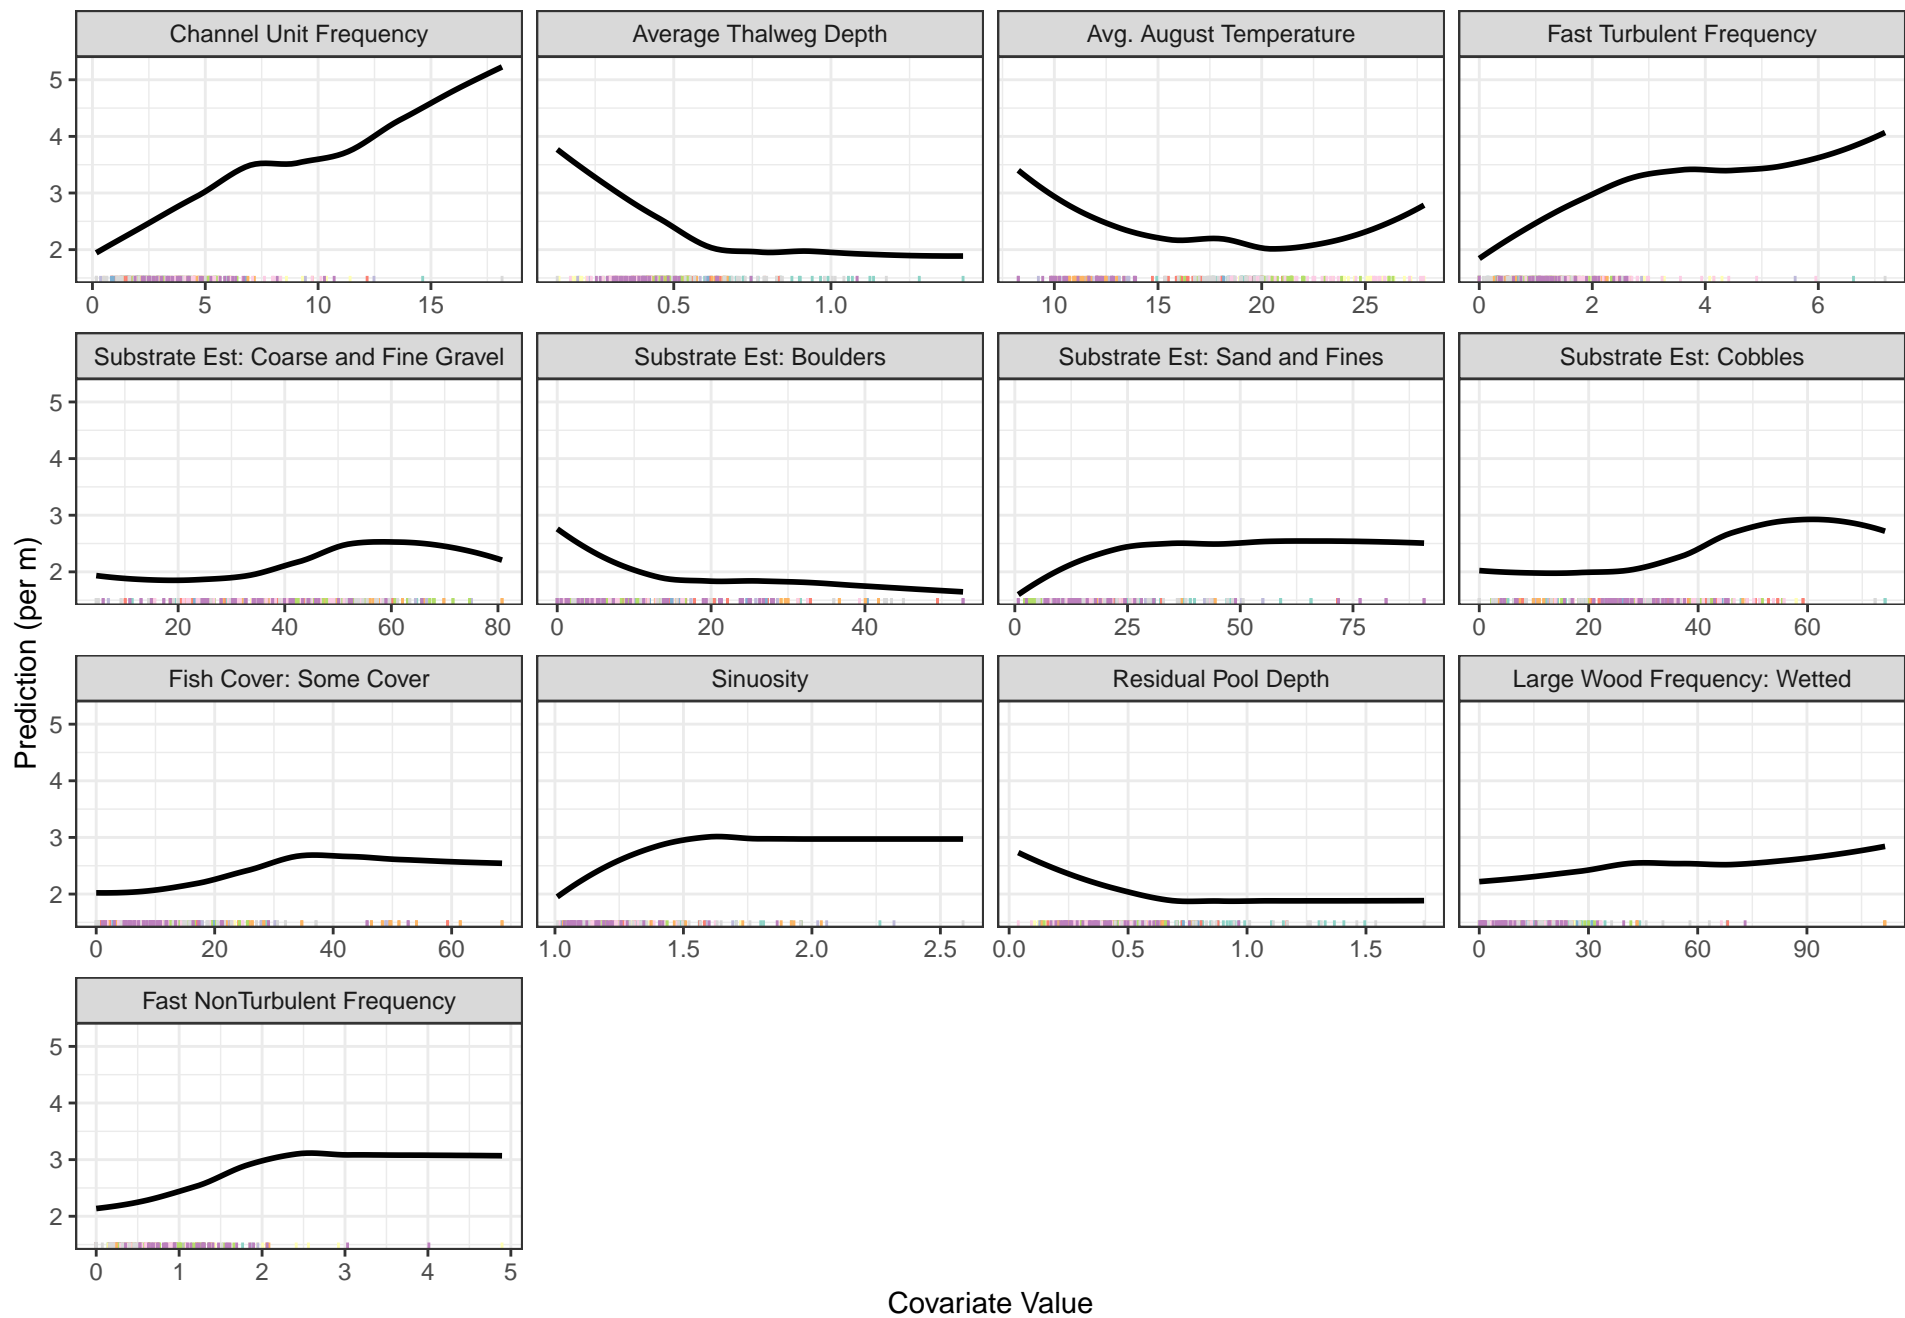 Channel Unit Frequency
Average Thalweg Depth
Avg. August Temperature
Fast Turbulent Frequency
5
4
3
2
0 5 10 15
0.5 1.0
10 15 20 25
0 2 4 6
Substrate Est: Coarse and Fine Gravel
Substrate Est: Boulders
Substrate Est: Sand and Fines
Substrate Est: Cobbles
5
4
3
2
20 40 60 80
0 20 40
0 25 50 75
0 20 40 60
Prediction (per m)
Fish Cover: Some Cover
Sinuosity
Residual Pool Depth
Large Wood Frequency: Wetted
5
4
3
2
0 20 40 60
1.0 1.5 2.0 2.5
0.0 0.5 1.0 1.5
0 30 60 90
Fast NonTurbulent Frequency
5
4
3
2
0 1 2 3 4 5
Covariate Value